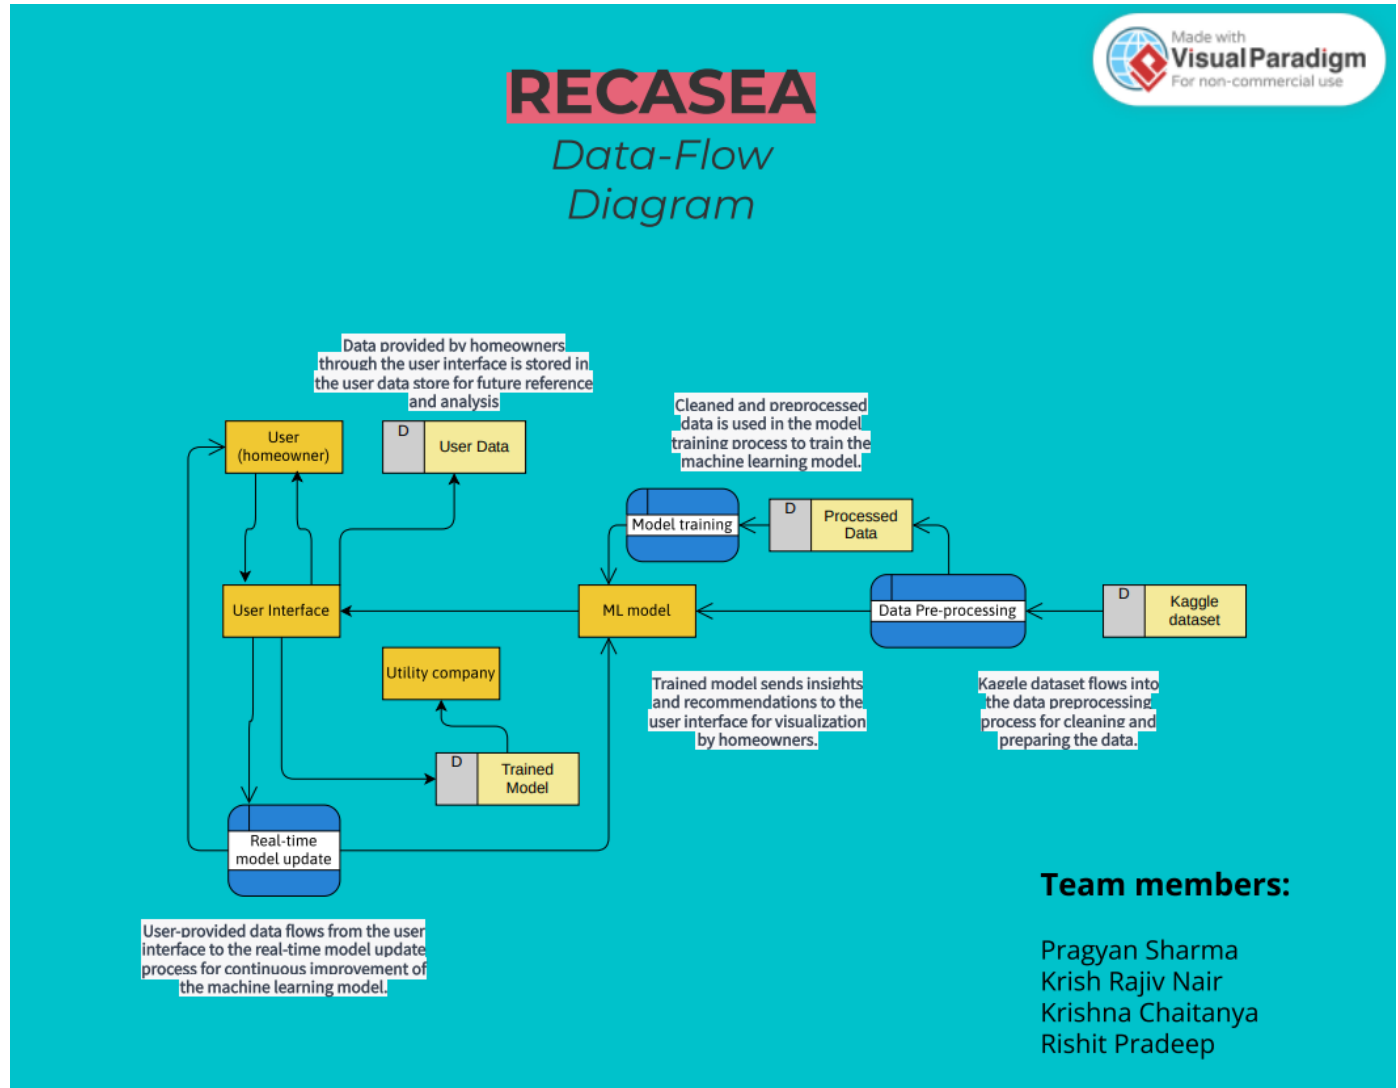 Made with
Visual Paradigm
For non-commercial use
RECASEA
Data-Flow
Diagram
Data provided by homeowners
through the user interface is stored in
the user data store for future reference
and analysis
Cleaned and preprocessed
data is used in the model
training process to train the
machine learning model.
User
(homeowner)
D
User Data
Model training
D
Processed
Data
User Interface
ML model
Data Pre-processing
D
Kaggle
dataset
Utility company
Trained model sends insights
and recommendations to the
user interface for visualization
by homeowners.
Kaggle dataset flows into
the data preprocessing
process for cleaning and
preparing the data.
D
Trained
Model
Real-time
model update
User-provided data flows from the user
interface to the real-time model update
process for continuous improvement of
the machine learning model.
Team members:
Pragyan Sharma
Krish Rajiv Nair
Krishna Chaitanya
Rishit Pradeep